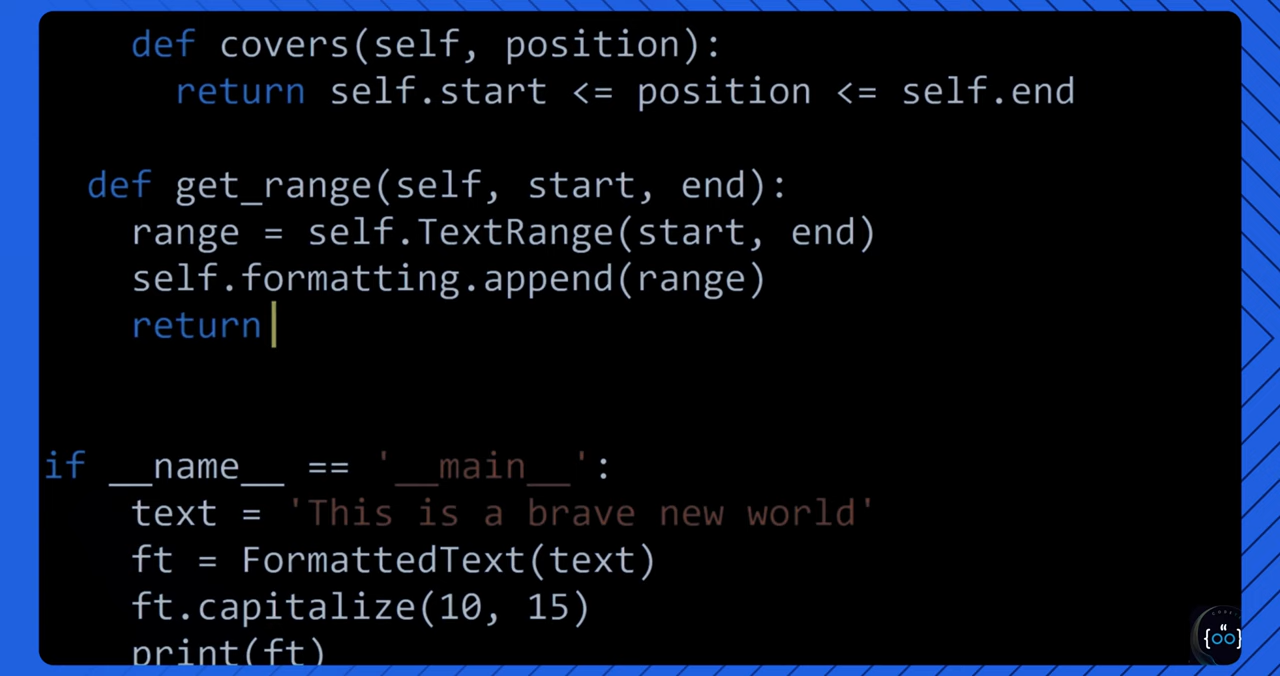 def covers(self, position):
return self.start <= position <= self.end
def get_range(self, start, end):
range = self.TextRange(start, end)
self.formatting.append(range)
return
if __name__ == '__main__':
text = 'This is a brave new world'
ft = FormattedText(text)
ft.capitalize(10, 15)
print(ft)